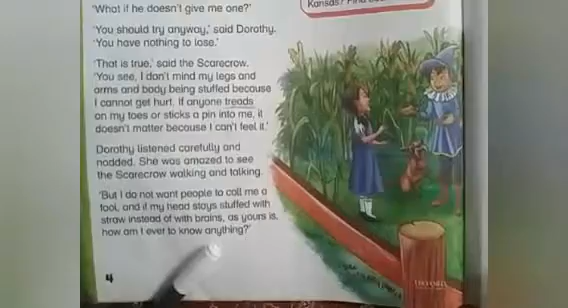 Kansas? Find
'What if he doesn't give me one?'
'You should try anyway,' said Dorothy.
'You have nothing to lose.'
'That is true,' said the Scarecrow.
'You see, I don't mind my legs and
arms and body being stuffed because
I cannot get hurt. If anyone treads
on my toes or sticks a pin into me, it
doesn't matter because I can't feel it.'
Dorothy listened carefully and
nodded. She was amazed to see
the Scarecrow walking and talking.
'But I do not want people to call me a
fool, and if my head stays stuffed with
straw instead of with brains, as yours is,
how am I ever to know anything?'
4
OXFORD